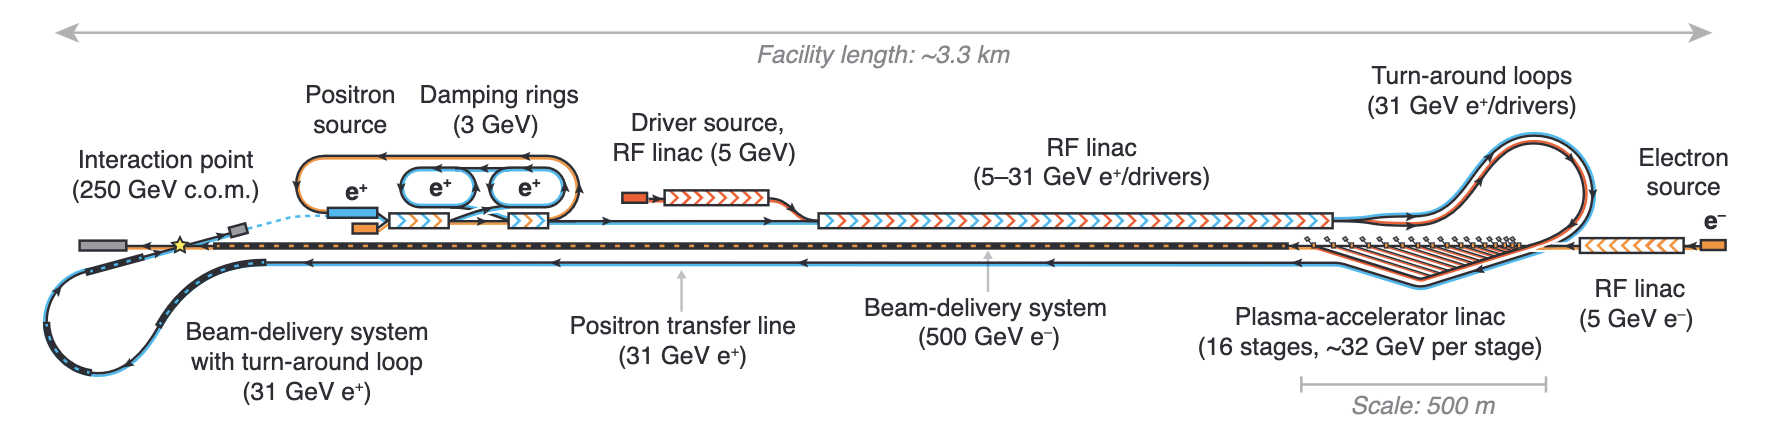 Facility length: ~3.3 km
Turn-around loops
(31 GeV e⁺/drivers)
Positron
source
Damping rings
(3 GeV)
Driver source,
RF linac (5 GeV)
RF linac
(5–31 GeV e⁺/drivers)
Electron
source
Interaction point
(250 GeV c.o.m.)
e⁺
e⁺
e⁺
e⁻
Beam-delivery system
with turn-around loop
(31 GeV e⁺)
Positron transfer line
(31 GeV e⁺)
Beam-delivery system
(500 GeV e⁻)
Plasma-accelerator linac
(16 stages, ~32 GeV per stage)
RF linac
(5 GeV e⁻)
Scale: 500 m